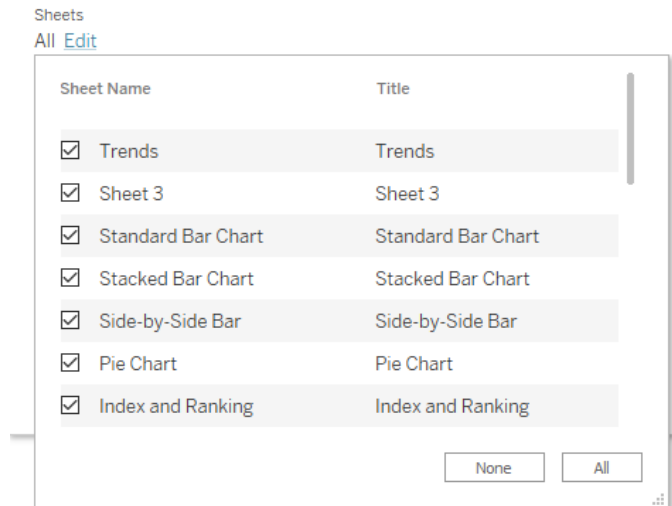 Sheets
All Edit
Sheet Name Title
Trends Trends
Sheet 3 Sheet 3
Standard Bar Chart Standard Bar Chart
Stacked Bar Chart Stacked Bar Chart
Side-by-Side Bar Side-by-Side Bar
Pie Chart Pie Chart
Index and Ranking Index and Ranking
None All